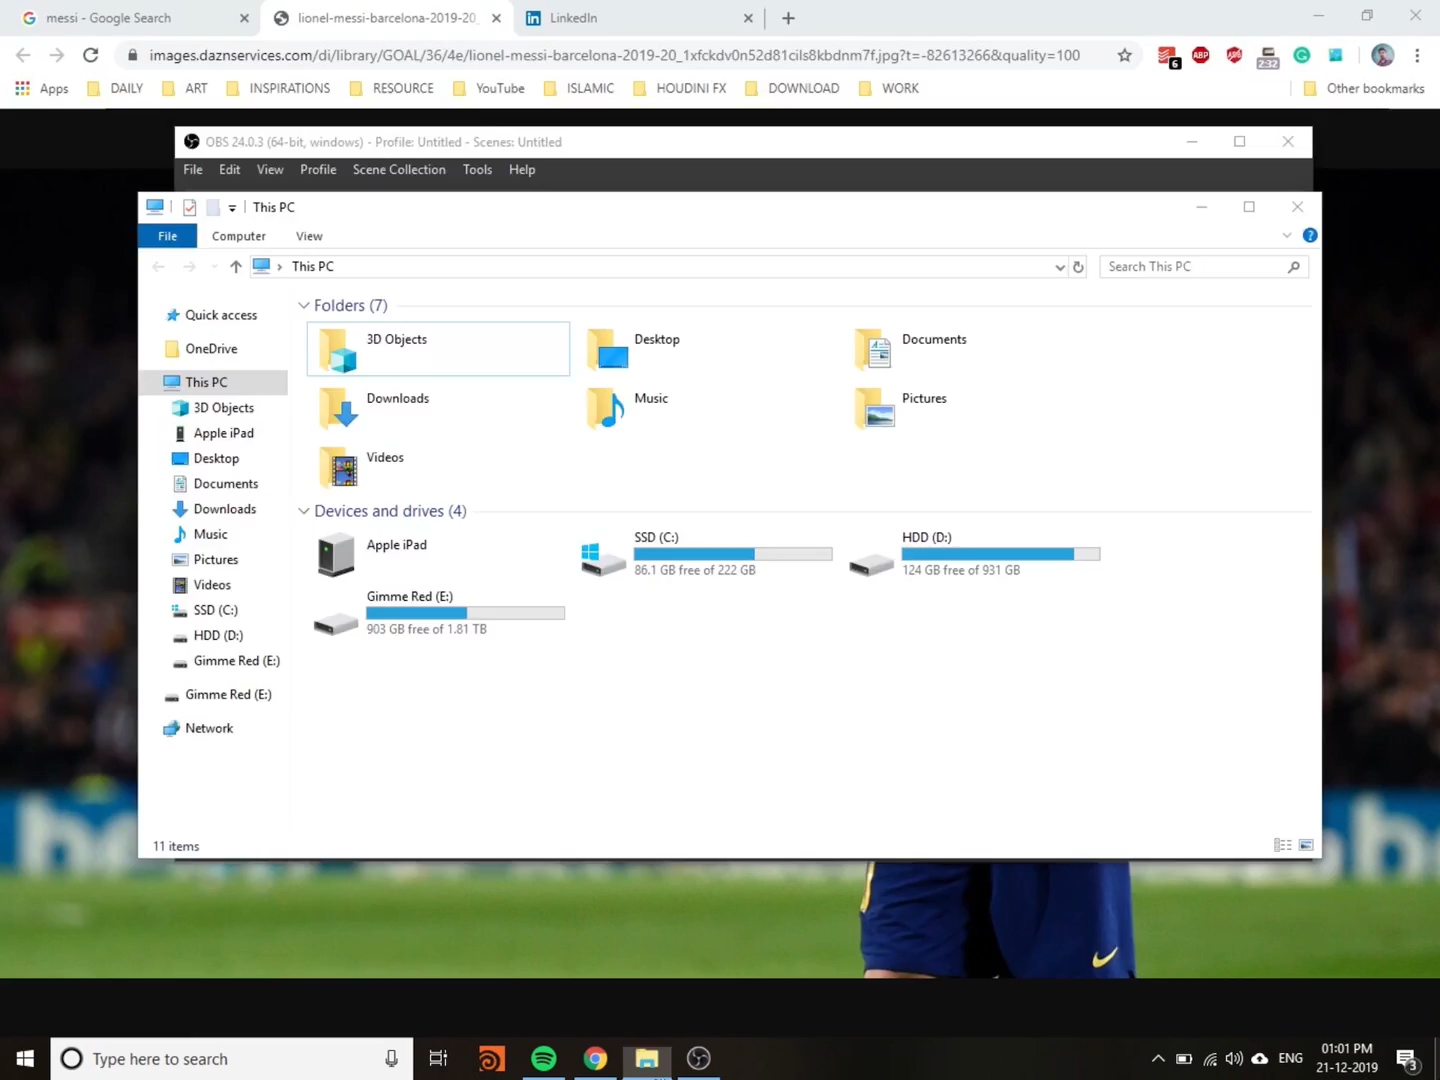 messi - Google Search
lionel-messi-barcelona-2019-20
LinkedIn
images.daznservices.com/di/library/GOAL/36/4e/lionel-messi-barcelona-2019-20_1xfckdv0n52d81cils8kbdnm7f.jpg?t=-82613266&quality=100
6
ABP
2:32
Apps DAILY ART INSPIRATIONS RESOURCE YouTube ISLAMIC HOUDINI FX DOWNLOAD WORK Other bookmarks
OBS 24.0.3 (64-bit, windows) - Profile: Untitled - Scenes: Untitled
File Edit View Profile Scene Collection Tools Help
This PC
File Computer View
This PC
Search This PC
Quick access
OneDrive
This PC
3D Objects
Apple iPad
Desktop
Documents
Downloads
Music
Pictures
Videos
SSD (C:)
HDD (D:)
Gimme Red (E:)
Gimme Red (E:)
Network
Folders (7)
3D Objects
Desktop
Documents
Downloads
Music
Pictures
Videos
Devices and drives (4)
Apple iPad
SSD (C:)
86.1 GB free of 222 GB
HDD (D:)
124 GB free of 931 GB
Gimme Red (E:)
903 GB free of 1.81 TB
11 items
Type here to search
ENG
01:01 PM
21-12-2019
3